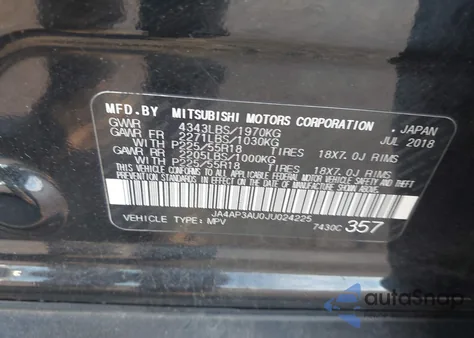 MFD.BY MITSUBISHI MOTORS CORPORATION . JAPAN
GVWR 4343LBS/1970KG JUL 2018
GAWR FR 2271LBS/1030KG
WITH P225/55R18 TIRES 18X7.0J RIMS
GAWR RR 2205LBS/1000KG
WITH P225/55R18 TIRES 18X7.0J RIMS
THIS VEHICLE CONFORMS TO ALL APPLICABLE
FEDERAL MOTOR VEHICLE SAFETY AND
THEFT PREVENTION STANDARDS IN EFFECT ON
THE DATE OF MANUFACTURE SHOWN ABOVE.
JA4AP3AU0JU024225
VEHICLE TYPE: MPV 7430C 357
autoSnap